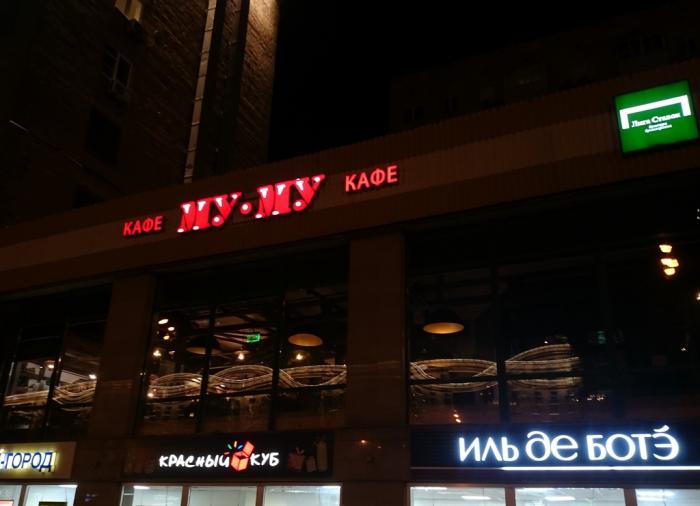 Лига Ставок
КАФЕ МУ-МУ КАФЕ
-ГОРОД
КРАСНЫЙ КУБ
ИЛЬ де БОТЭ